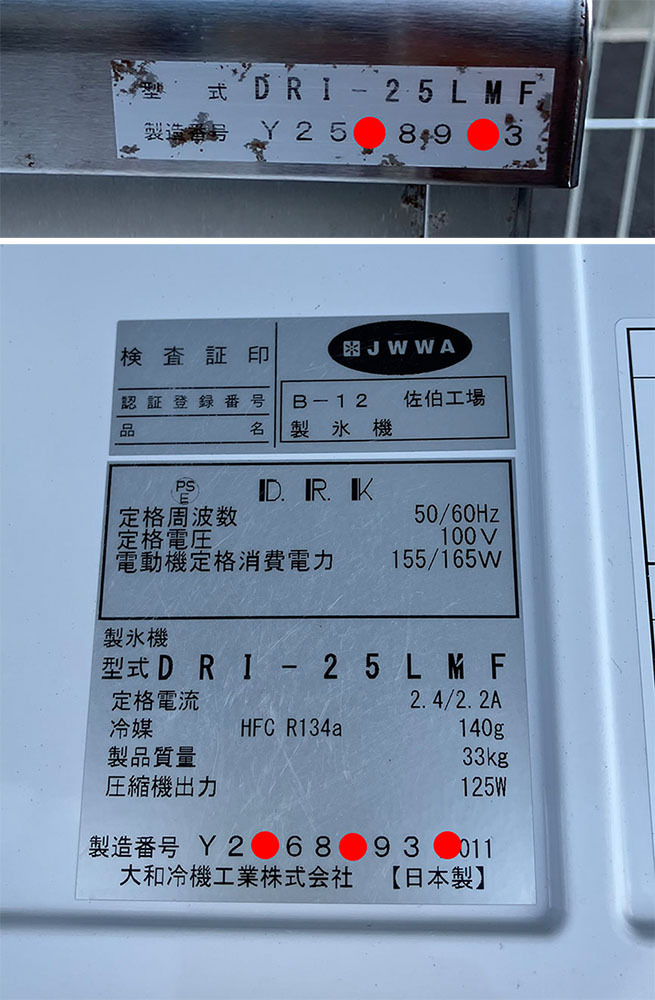 型 式 DRI-25LMF
製造番号 Y25 89 3
検査証印
JWWA
認証登録番号 B-12 佐伯工場
品名 製氷機
PSE D.R.K
定格周波数 50/60Hz
定格電圧 100V
電動機定格消費電力 155/165W
製氷機
型式 DRI-25LMF
定格電流 2.4/2.2A
冷媒 HFC R134a 140g
製品質量 33kg
圧縮機出力 125W
製造番号 Y2 68 93 011
大和冷機工業株式会社 【日本製】